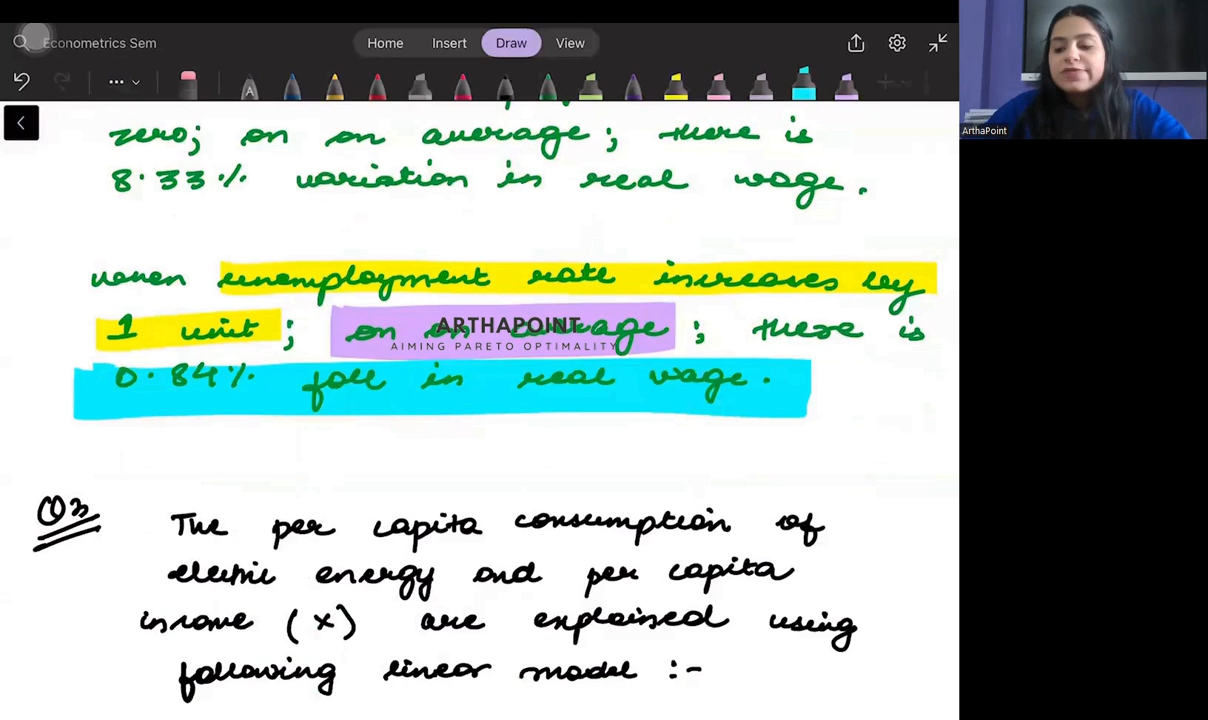 Econometrics Sem
Home Insert Draw View
ArthaPoint
zero; on an average; there is
8.33% variation in real wage.
when unemployment rate increases by
1 unit; on an average; there is
ARTHAPOINT
AIMING PARETO OPTIMALITY
0.84% fall in real wage.
Q3 The per capita consumption of
electric energy and per capita
income (x) are explained using
following linear model :-